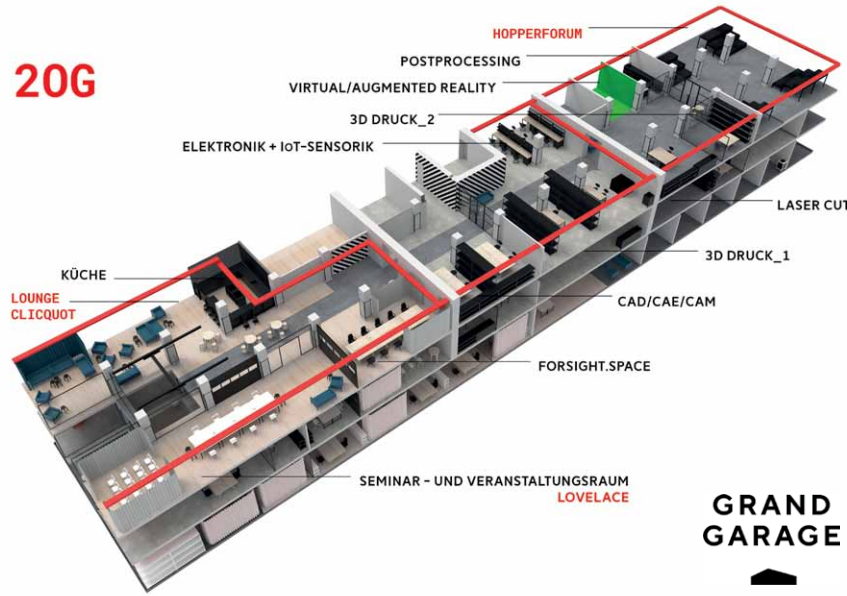 HOPPERFORUM
POSTPROCESSING
2OG
VIRTUAL/AUGMENTED REALITY
3D DRUCK_2
ELEKTRONIK + IoT-SENSORIK
LASER CUT
3D DRUCK_1
KÜCHE
LOUNGE
CLICQUOT
CAD/CAE/CAM
FORSIGHT.SPACE
SEMINAR - UND VERANSTALTUNGSRAUM
LOVELACE
GRAND
GARAGE